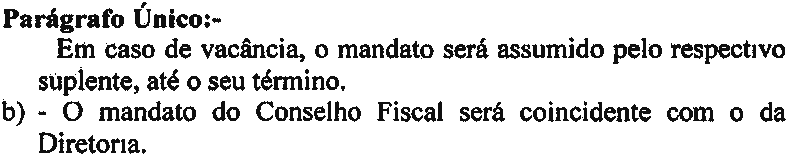 Parágrafo Único:-
Em caso de vacância, o mandato será assumido pelo respectivo
suplente, até o seu término.
b) - O mandato do Conselho Fiscal será coincidente com o da
Diretoria.